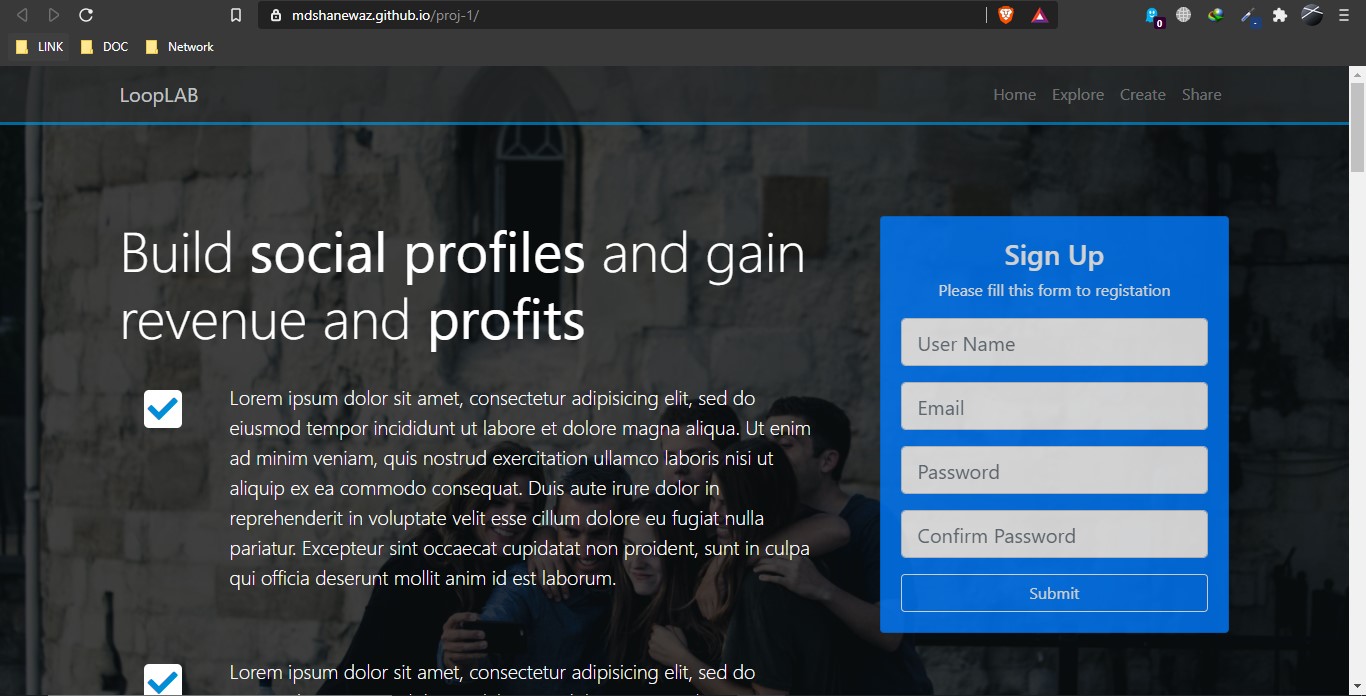 mdshanewaz.github.io/proj-1/
0
LINK
DOC
Network
LoopLAB
Home
Explore
Create
Share
Build social profiles and gain
revenue and profits
Lorem ipsum dolor sit amet, consectetur adipisicing elit, sed do
eiusmod tempor incididunt ut labore et dolore magna aliqua. Ut enim
ad minim veniam, quis nostrud exercitation ullamco laboris nisi ut
aliquip ex ea commodo consequat. Duis aute irure dolor in
reprehenderit in voluptate velit esse cillum dolore eu fugiat nulla
pariatur. Excepteur sint occaecat cupidatat non proident, sunt in culpa
qui officia deserunt mollit anim id est laborum.
Lorem ipsum dolor sit amet, consectetur adipisicing elit, sed do
Sign Up
Please fill this form to registation
User Name
Email
Password
Confirm Password
Submit